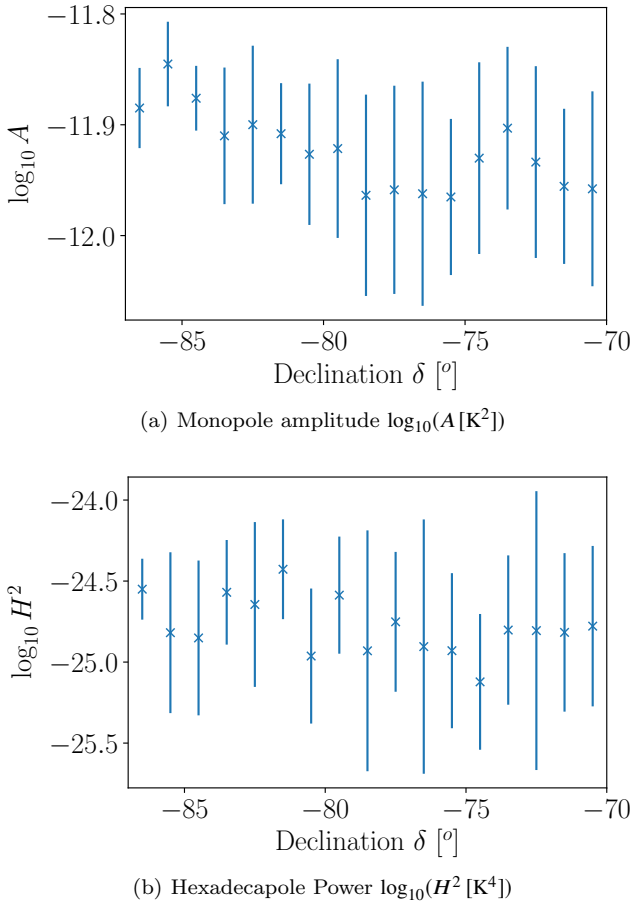 −11.8
−11.9
−12.0
log₁₀ A
−85 −80 −75 −70
Declination δ [°]
(a) Monopole amplitude log₁₀(A [K²])
−24.0
−24.5
−25.0
−25.5
log₁₀ H²
−85 −80 −75 −70
Declination δ [°]
(b) Hexadecapole Power log₁₀(H² [K⁴])